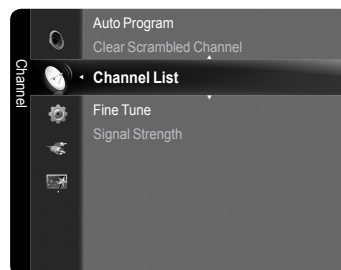 Channel
Auto Program
Clear Scrambled Channel
Channel List
Fine Tune
Signal Strength